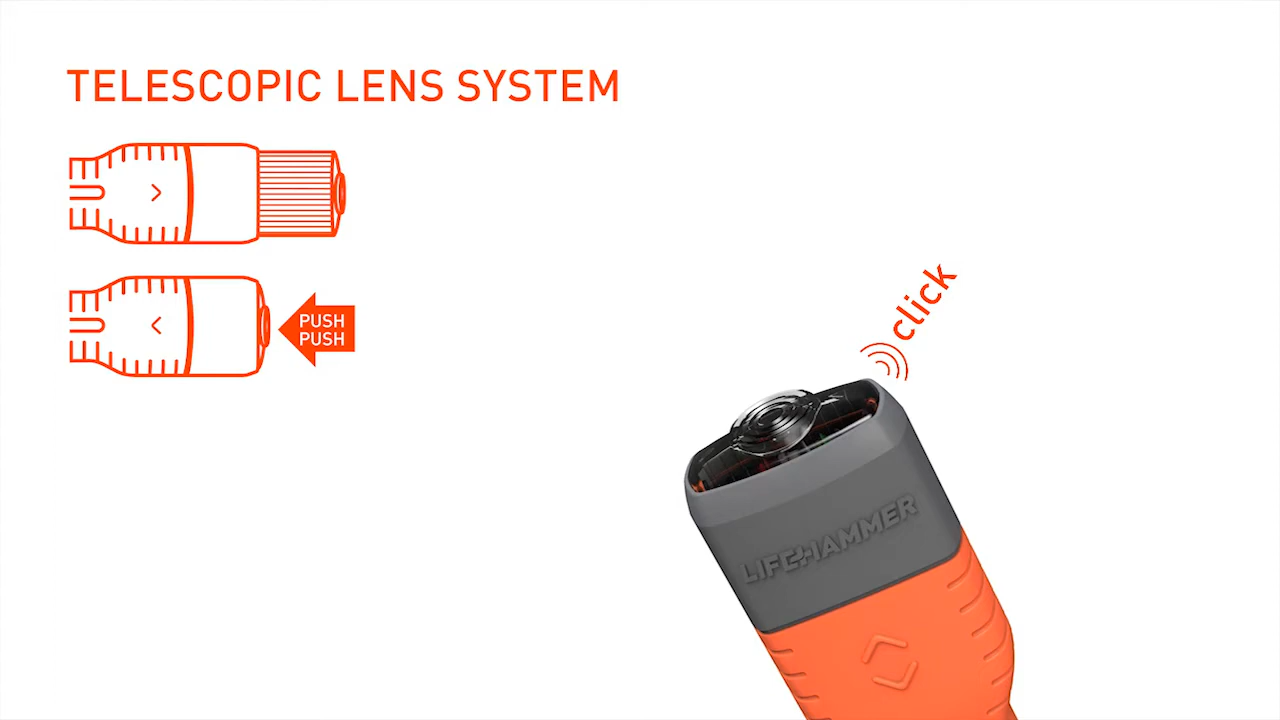 TELESCOPIC LENS SYSTEM
PUSH
PUSH
click
LIFEHAMMER